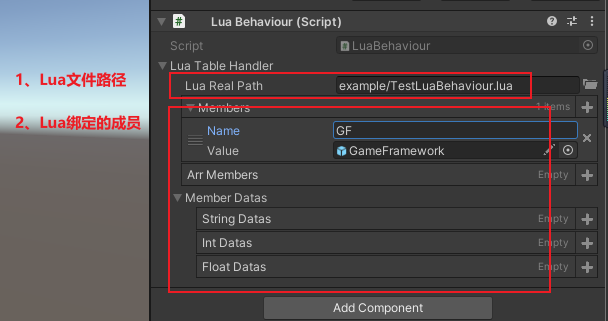 Lua Behaviour (Script)
Script
LuaBehaviour
Lua Table Handler
1、Lua文件路径
Lua Real Path
example/TestLuaBehaviour.lua
2、Lua绑定的成员
Members
1 items
Name
GF
Value
GameFramework
Arr Members
Empty
Member Datas
String Datas
Empty
Int Datas
Empty
Float Datas
Empty
Add Component